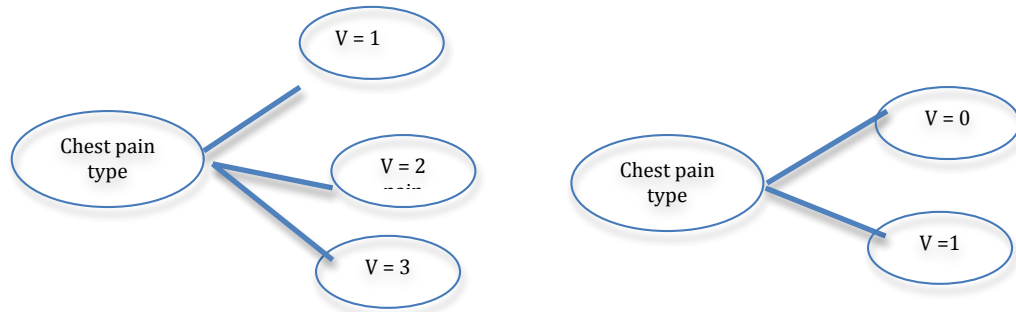 V = 1
Chest pain
type
V = 2
V = 3
Chest pain
type
V = 0
V =1